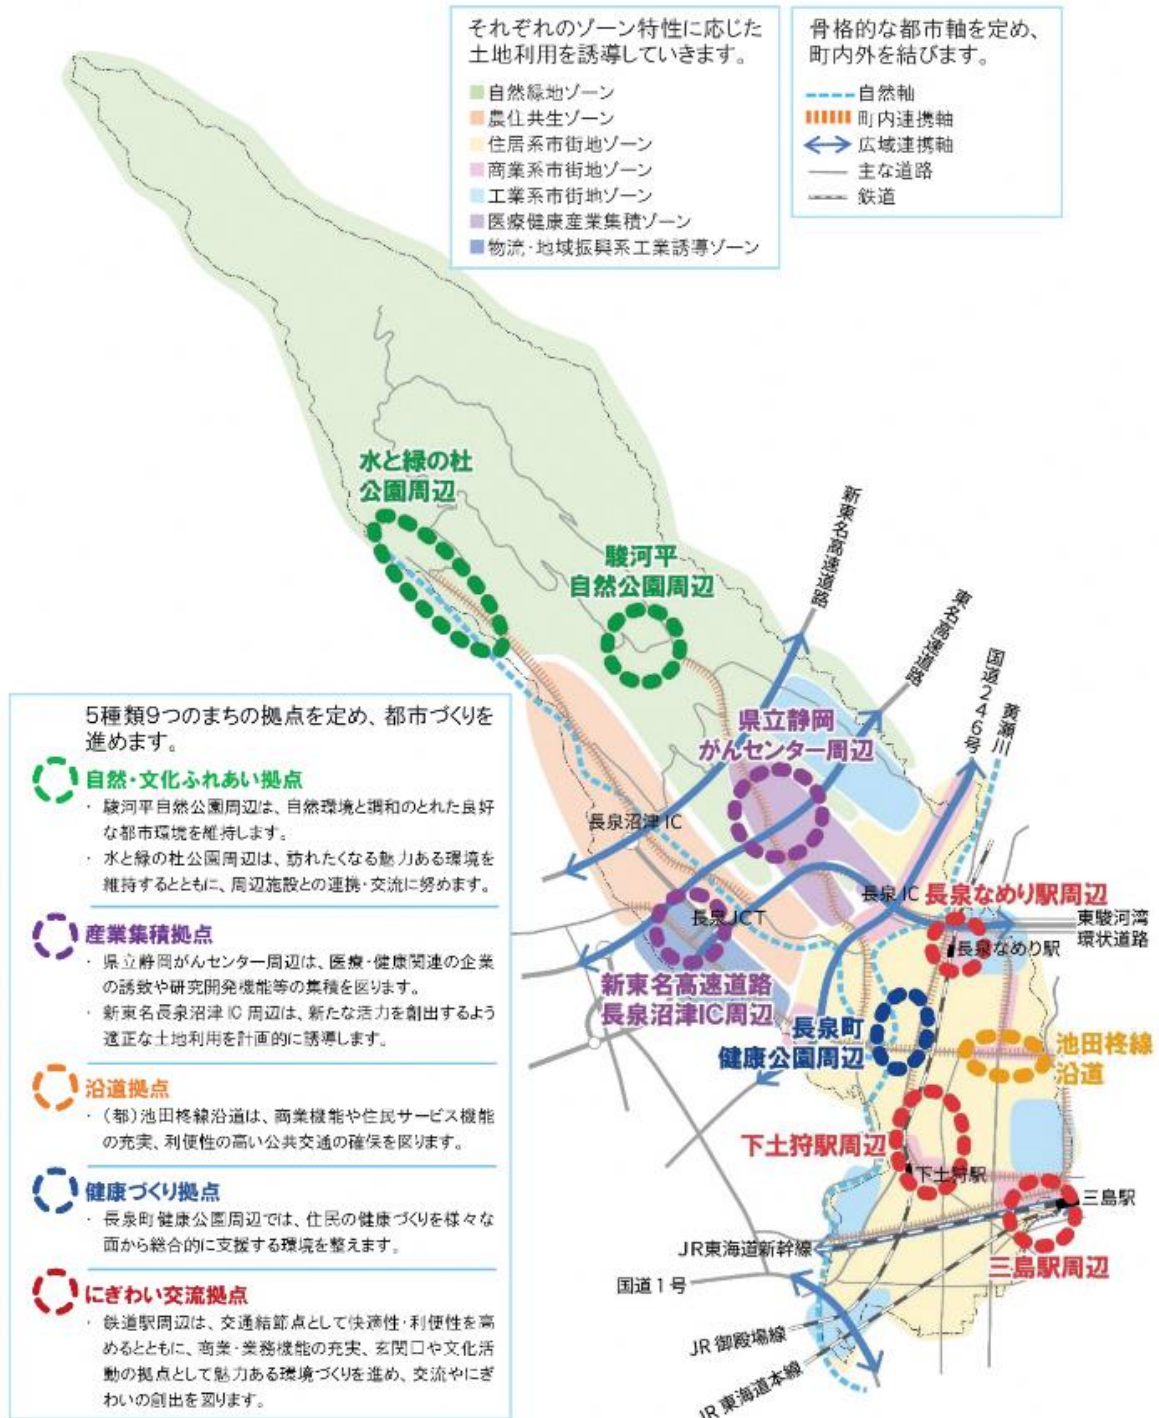 それぞれのゾーン特性に応じた
土地利用を誘導していきます。
自然緑地ゾーン
農住共生ゾーン
住居系市街地ゾーン
商業系市街地ゾーン
工業系市街地ゾーン
医療健康産業集積ゾーン
物流・地域振興系工業誘導ゾーン
骨格的な都市軸を定め、
町内外を結びます。
自然軸
町内連携軸
広域連携軸
主な道路
鉄道
水と緑の杜
公園周辺
駿河平
自然公園周辺
新東名高速道路
東名高速道路
国道246号
黄瀬川
県立静岡
がんセンター周辺
長泉沼津IC
長泉IC
長泉なめり駅周辺
長泉JCT
東駿河湾
環状道路
長泉なめり駅
新東名高速道路
長泉沼津IC周辺
長泉町
健康公園周辺
池田柊線
沿道
下土狩駅周辺
下土狩駅
三島駅
JR東海道新幹線
三島駅周辺
国道1号
JR御殿場線
JR東海道本線
5種類9つのまちの拠点を定め、都市づくりを
進めます。
自然・文化ふれあい拠点
・ 駿河平自然公園周辺は、自然環境と調和のとれた良好
な都市環境を維持します。
・ 水と緑の杜公園周辺は、訪れたくなる魅力ある環境を
維持するとともに、周辺施設との連携・交流に努めます。
産業集積拠点
・ 県立静岡がんセンター周辺は、医療・健康関連の企業
の誘致や研究開発機能等の集積を図ります。
・ 新東名長泉沼津IC周辺は、新たな活力を創出するよう
適正な土地利用を計画的に誘導します。
沿道拠点
・ （都）池田柊線沿道は、商業機能や住民サービス機能
の充実、利便性の高い公共交通の確保を図ります。
健康づくり拠点
・ 長泉町健康公園周辺では、住民の健康づくりを様々な
面から総合的に支援する環境を整えます。
にぎわい交流拠点
・ 鉄道駅周辺は、交通結節点として快適性・利便性を高
めるとともに、商業・業務機能の充実、玄関口や文化活
動の拠点として魅力ある環境づくりを進め、交流やにぎ
わいの創出を図ります。